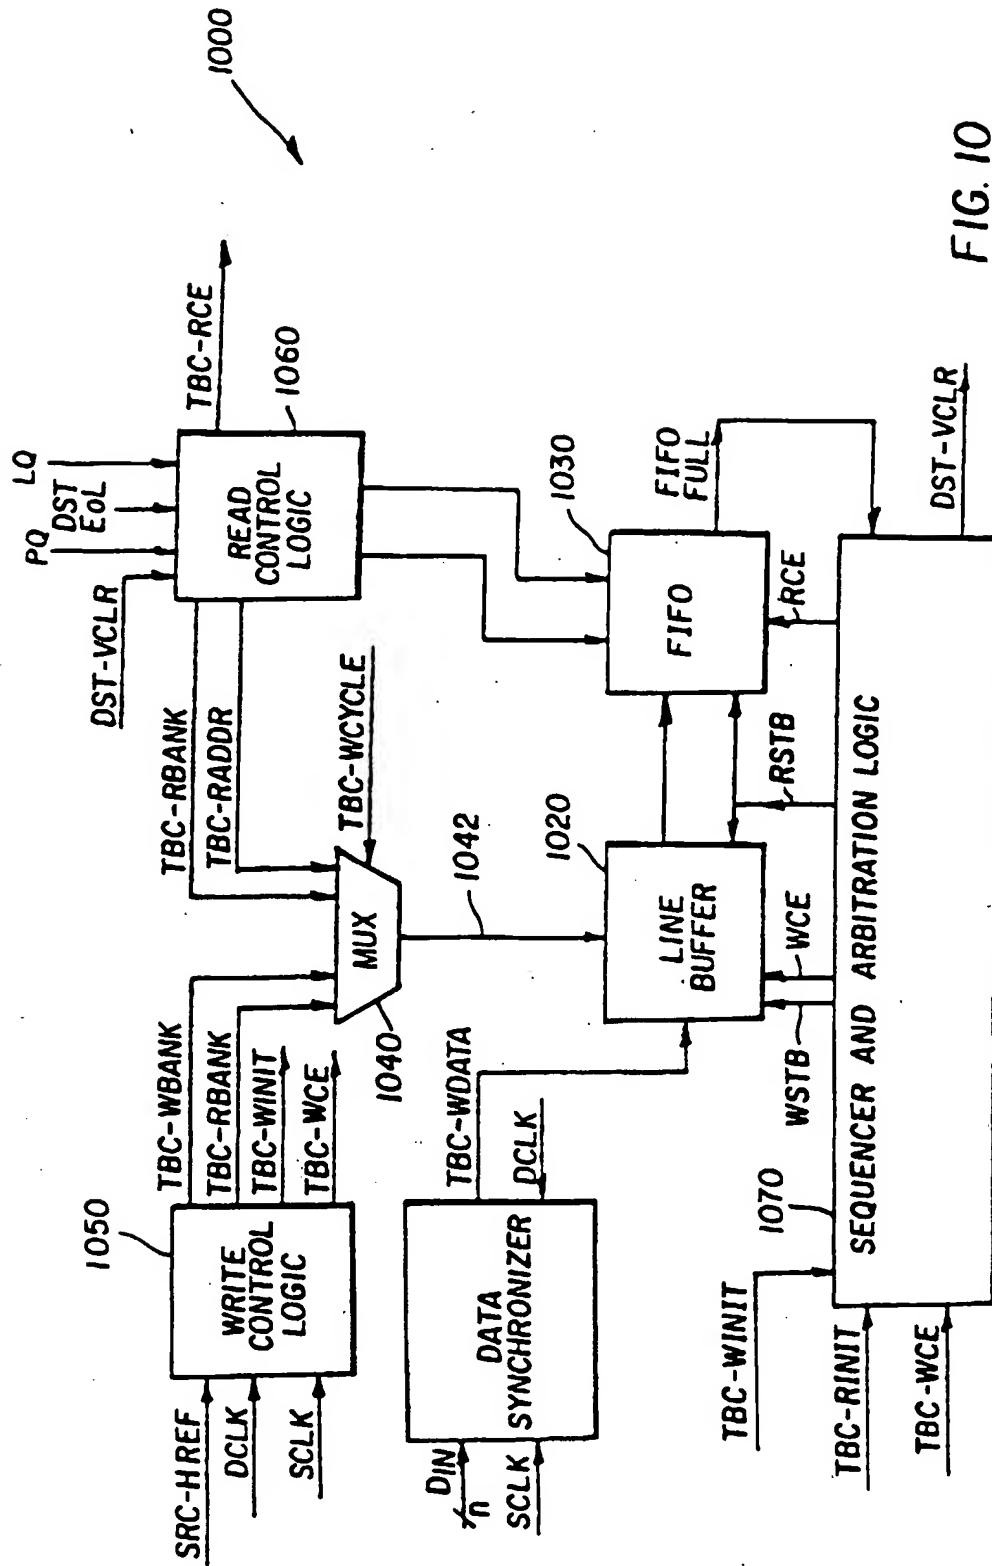 1000
FIG. 10
SRC-HREF
DCLK
SCLK
1050
WRITE
CONTROL
LOGIC
TBC-WBANK
TBC-RBANK
TBC-WINIT
TBC-WCE
DST-VCLR
PQ
DST
EOL
LQ
READ
CONTROL
LOGIC
1060
TBC-RCE
TBC-RBANK
TBC-RADDR
MUX
1040
TBC-WCYCLE
1042
DIN
n
SCLK
DATA
SYNCHRONIZER
TBC-WDATA
DCLK
LINE
BUFFER
1020
FIFO
1030
FIFO
FULL
WSTB
WCE
RSTB
RCE
TBC-WINIT
TBC-RINIT
TBC-WCE
1070
SEQUENCER AND ARBITRATION LOGIC
DST-VCLR